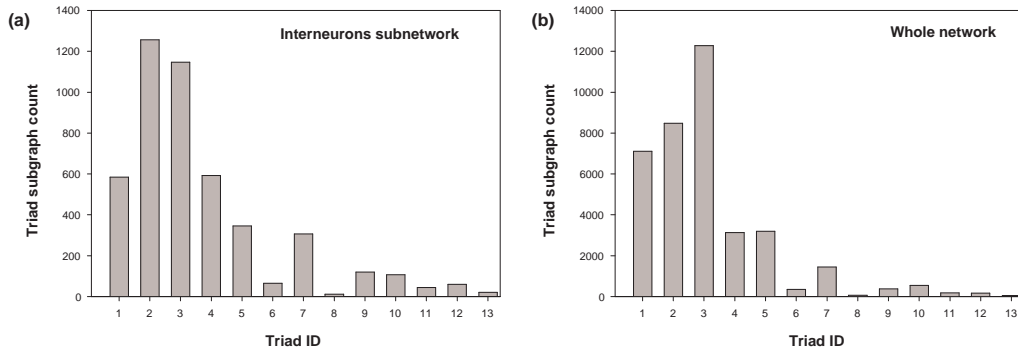 (a)
Interneurons subnetwork
Triad subgraph count
1400
1200
1000
800
600
400
200
0
1 2 3 4 5 6 7 8 9 10 11 12 13
Triad ID
(b)
Whole network
Triad subgraph count
14000
12000
10000
8000
6000
4000
2000
0
1 2 3 4 5 6 7 8 9 10 11 12 13
Triad ID